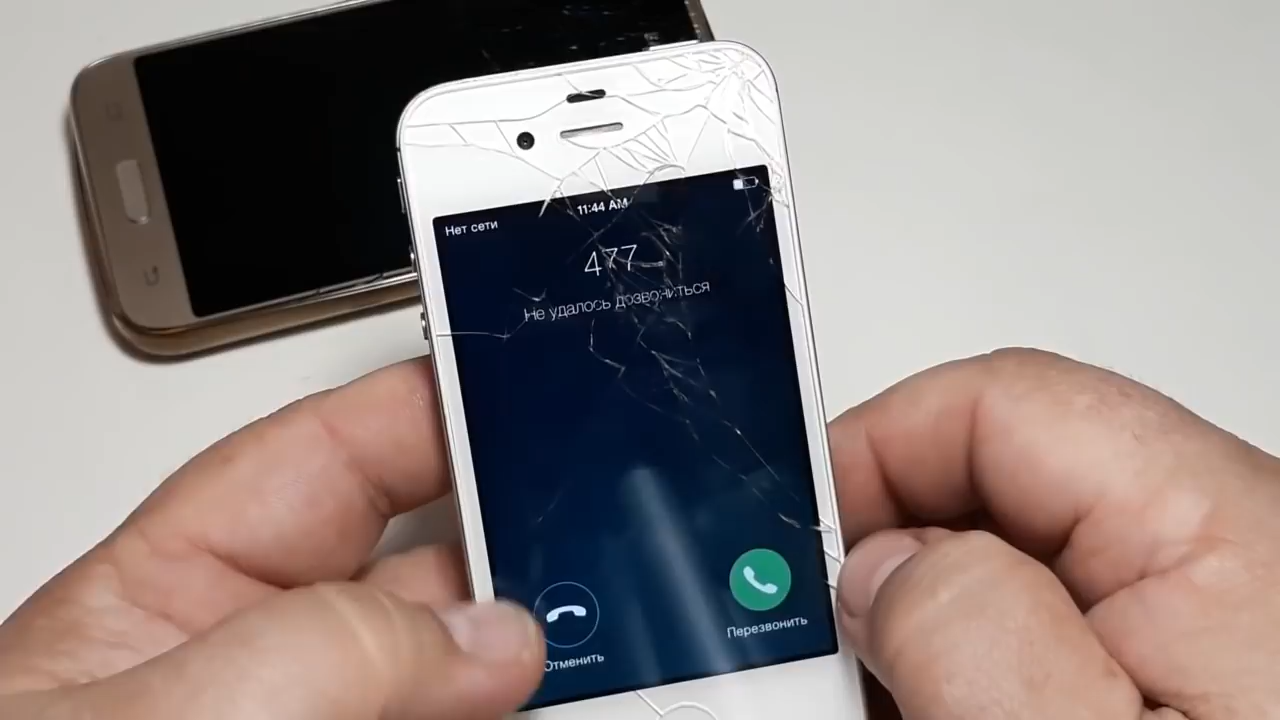 11:44 AM
Нет сети
477
Не удалось дозвониться
Отменить
Перезвонить